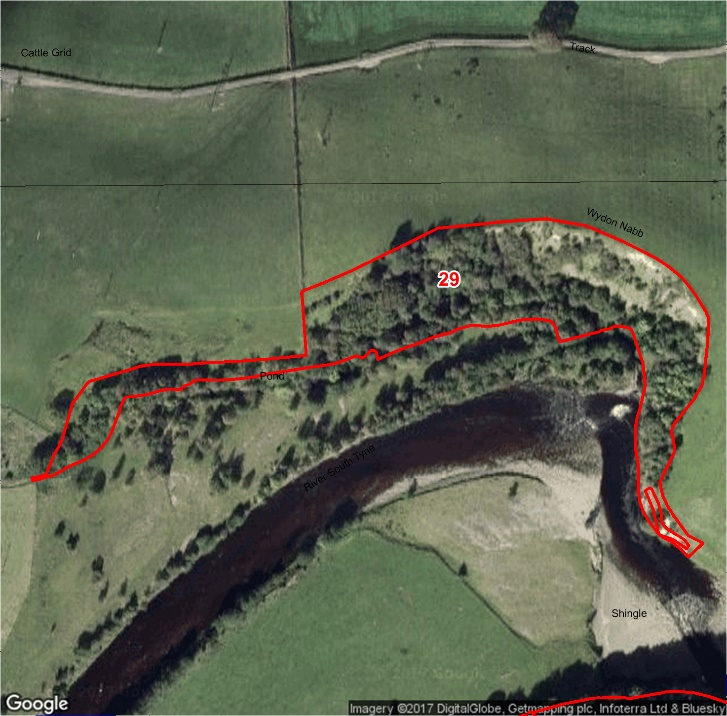 Cattle Grid
Track
Wydon Nabb
29
Pond
River South Tyne
Shingle
Google
Imagery ©2017 DigitalGlobe, Getmapping plc, Infoterra Ltd & Bluesky